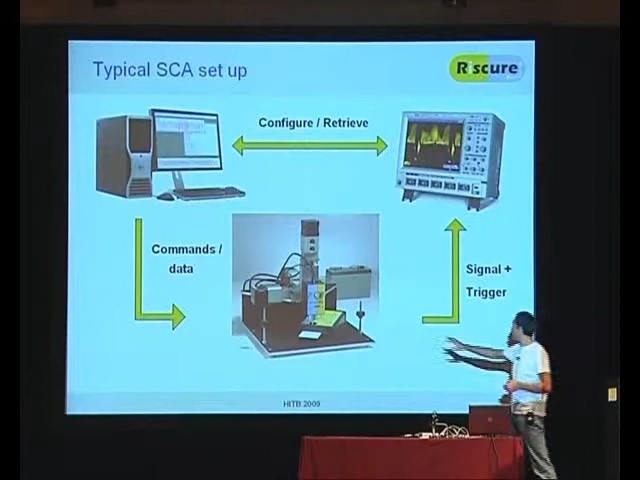 Typical SCA set up
Riscure
Configure / Retrieve
Commands /
data
Signal +
Trigger
HITB 2009